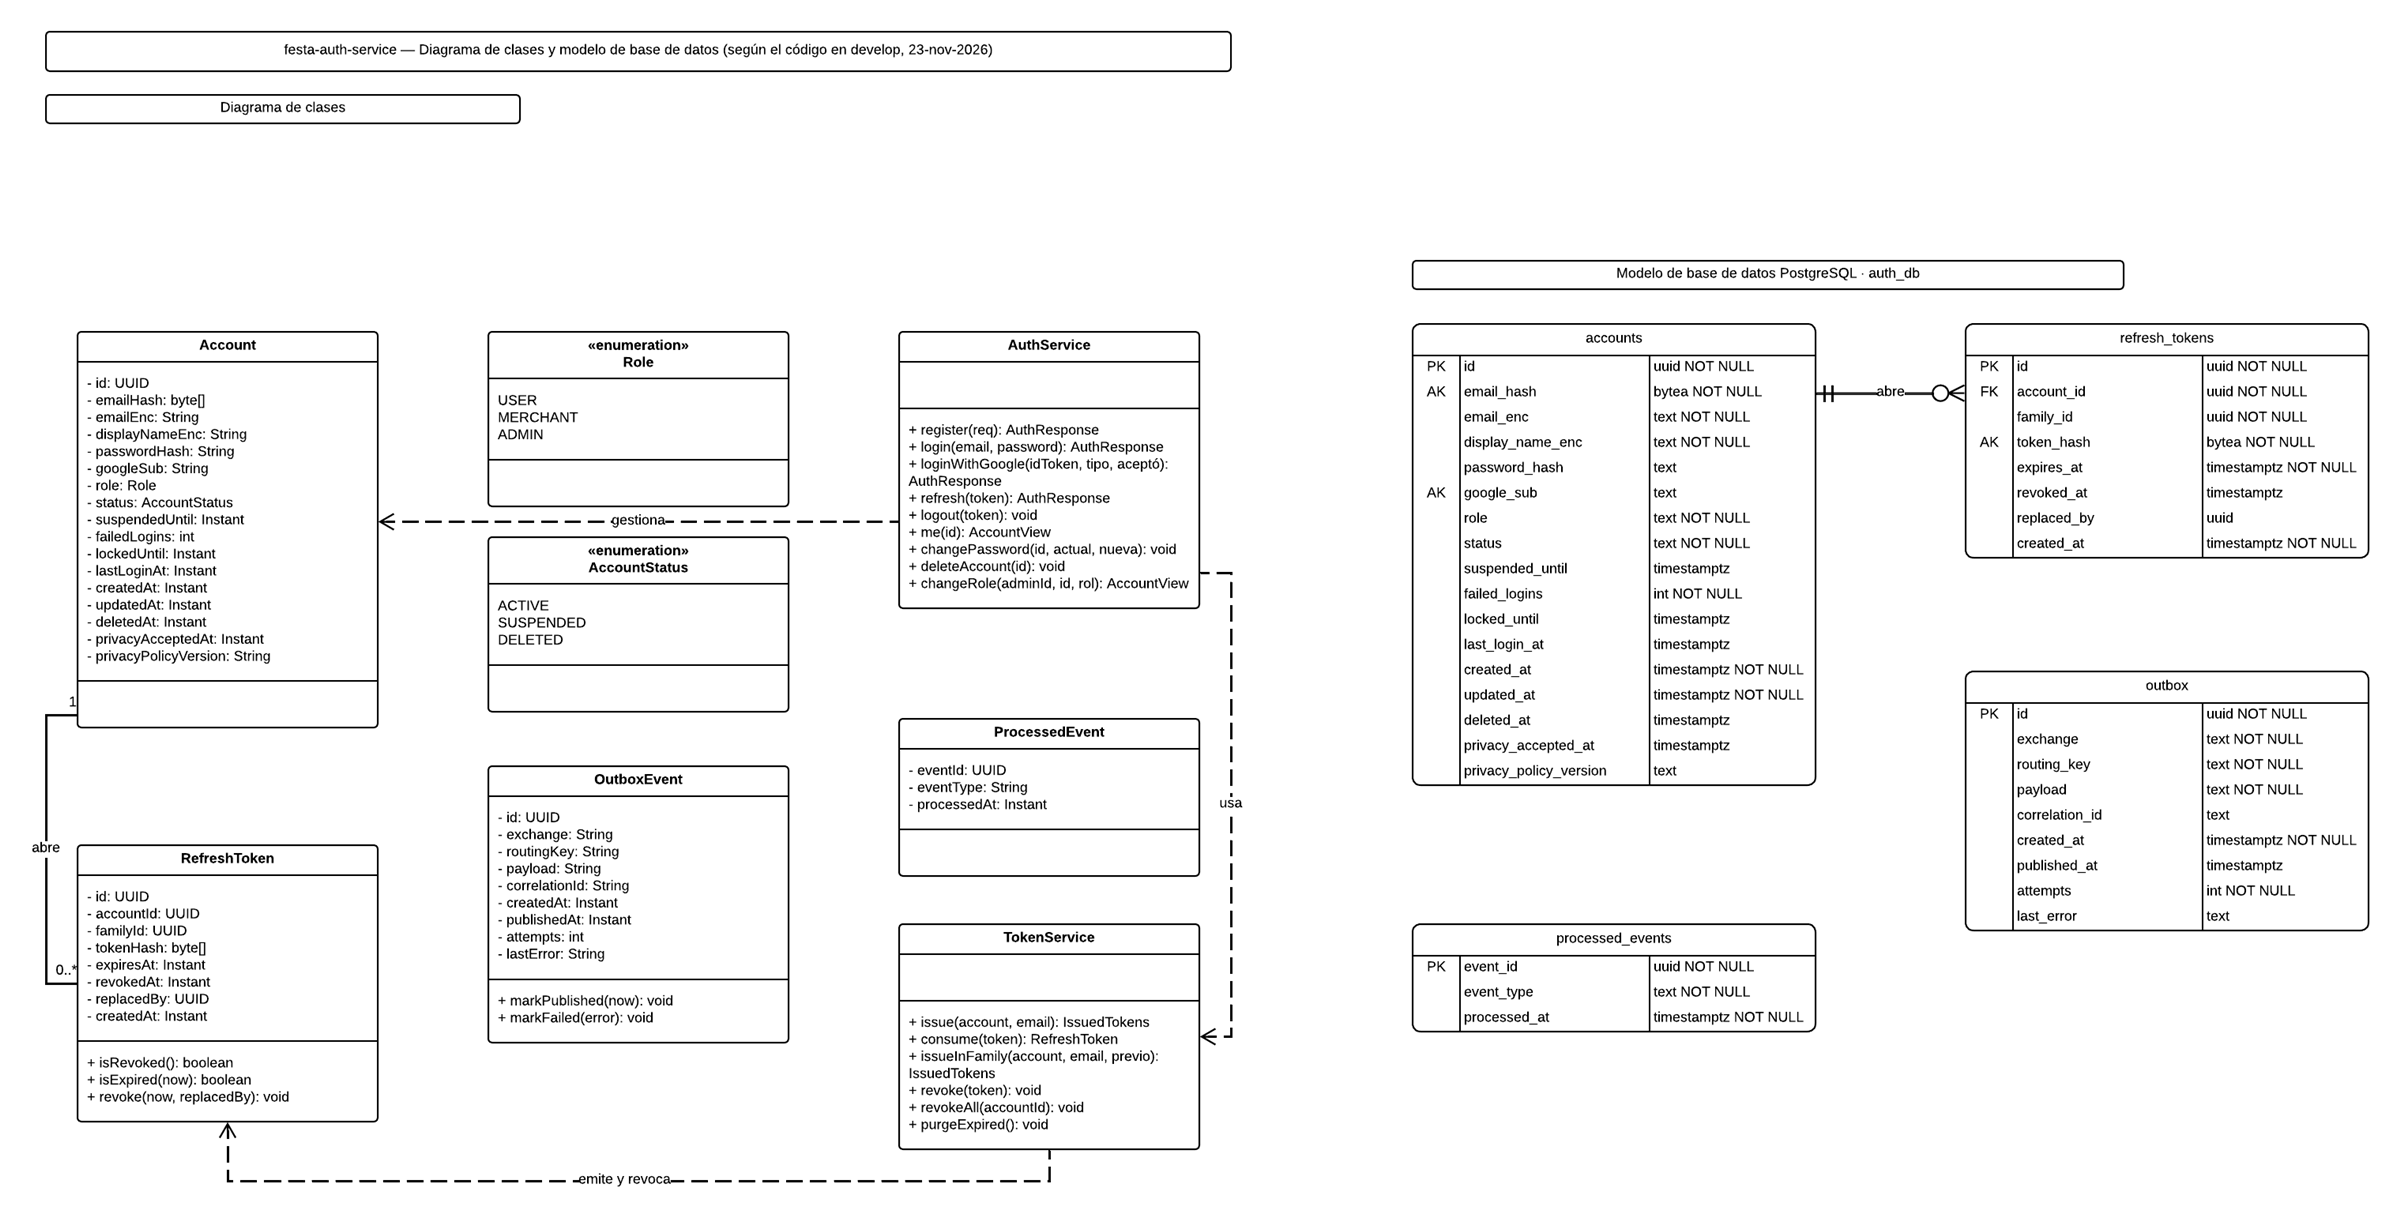 festa-auth-service — Diagrama de clases y modelo de base de datos (según el código en develop, 23-nov-2026)
Diagrama de clases
Account
- id: UUID
- emailHash: byte[]
- emailEnc: String
- displayNameEnc: String
- passwordHash: String
- googleSub: String
- role: Role
- status: AccountStatus
- suspendedUntil: Instant
- failedLogins: int
- lockedUntil: Instant
- lastLoginAt: Instant
- createdAt: Instant
- updatedAt: Instant
- deletedAt: Instant
- privacyAcceptedAt: Instant
- privacyPolicyVersion: String
1
abre
0..*
RefreshToken
- id: UUID
- accountId: UUID
- familyId: UUID
- tokenHash: byte[]
- expiresAt: Instant
- revokedAt: Instant
- replacedBy: UUID
- createdAt: Instant
+ isRevoked(): boolean
+ isExpired(now): boolean
+ revoke(now, replacedBy): void
«enumeration»
Role
USER
MERCHANT
ADMIN
gestiona
«enumeration»
AccountStatus
ACTIVE
SUSPENDED
DELETED
OutboxEvent
- id: UUID
- exchange: String
- routingKey: String
- payload: String
- correlationId: String
- createdAt: Instant
- publishedAt: Instant
- attempts: int
- lastError: String
+ markPublished(now): void
+ markFailed(error): void
AuthService
+ register(req): AuthResponse
+ login(email, password): AuthResponse
+ loginWithGoogle(idToken, tipo, aceptó):
AuthResponse
+ refresh(token): AuthResponse
+ logout(token): void
+ me(id): AccountView
+ changePassword(id, actual, nueva): void
+ deleteAccount(id): void
+ changeRole(adminId, id, rol): AccountView
ProcessedEvent
- eventId: UUID
- eventType: String
- processedAt: Instant
usa
TokenService
+ issue(account, email): IssuedTokens
+ consume(token): RefreshToken
+ issueInFamily(account, email, previo):
IssuedTokens
+ revoke(token): void
+ revokeAll(accountId): void
+ purgeExpired(): void
emite y revoca
Modelo de base de datos PostgreSQL · auth_db
accounts
PK id uuid NOT NULL
AK email_hash bytea NOT NULL
email_enc text NOT NULL
display_name_enc text NOT NULL
password_hash text
AK google_sub text
role text NOT NULL
status text NOT NULL
suspended_until timestamptz
failed_logins int NOT NULL
locked_until timestamptz
last_login_at timestamptz
created_at timestamptz NOT NULL
updated_at timestamptz NOT NULL
deleted_at timestamptz
privacy_accepted_at timestamptz
privacy_policy_version text
abre
refresh_tokens
PK id uuid NOT NULL
FK account_id uuid NOT NULL
family_id uuid NOT NULL
AK token_hash bytea NOT NULL
expires_at timestamptz NOT NULL
revoked_at timestamptz
replaced_by uuid
created_at timestamptz NOT NULL
outbox
PK id uuid NOT NULL
exchange text NOT NULL
routing_key text NOT NULL
payload text NOT NULL
correlation_id text
created_at timestamptz NOT NULL
published_at timestamptz
attempts int NOT NULL
last_error text
processed_events
PK event_id uuid NOT NULL
event_type text NOT NULL
processed_at timestamptz NOT NULL